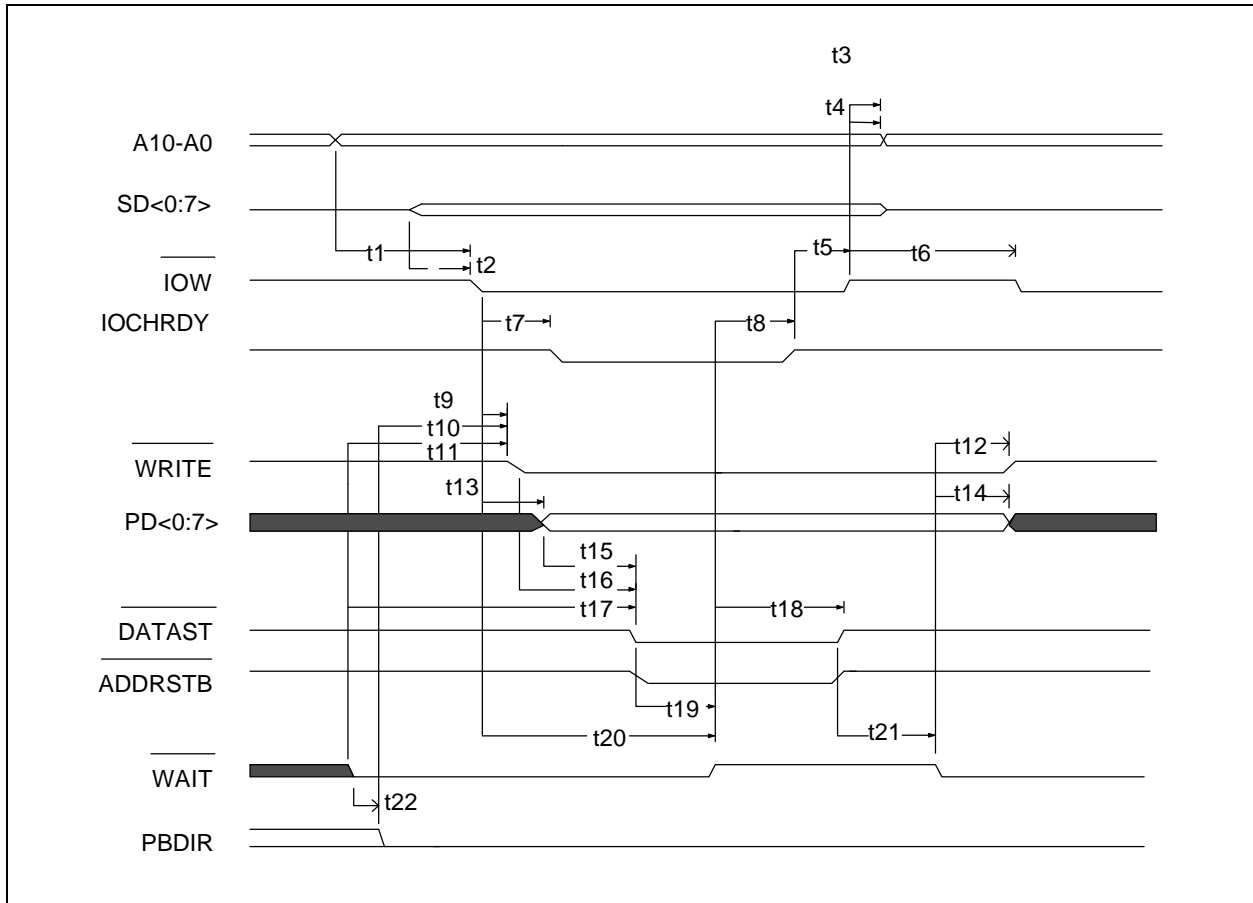 t3
t4
A10-A0
SD<0:7>
t5
t1
t6
t2
IOW
IOCHRDY
t7
t8
t9
t10
t12
t11
WRITE
t13
t14
PD<0:7>
t15
t16
t17
t18
DATAST
ADDRSTB
t19
t20
t21
WAIT
t22
PBDIR